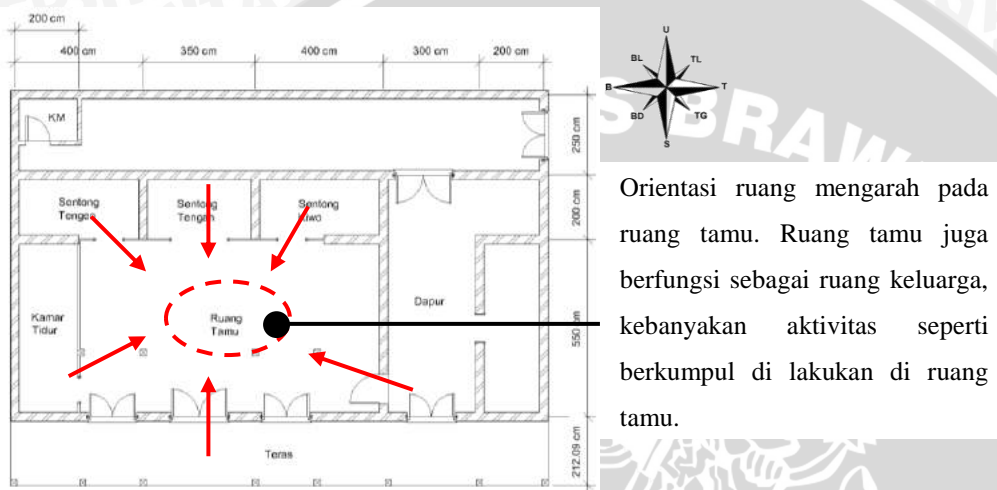 200 cm
400 cm 350 cm 400 cm 300 cm 200 cm
U
BL TL
B T
BD TG
S
S BRAW
KM
250 cm
Sentong Sentong Sentong
Tengen Tengah Kiwo
200 cm
Orientasi ruang mengarah pada
ruang tamu. Ruang tamu juga
berfungsi sebagai ruang keluarga,
kebanyakan aktivitas seperti
berkumpul di lakukan di ruang
tamu.
Kamar
Tidur
Ruang
Tamu
Dapur
550 cm
Teras
212.09 cm